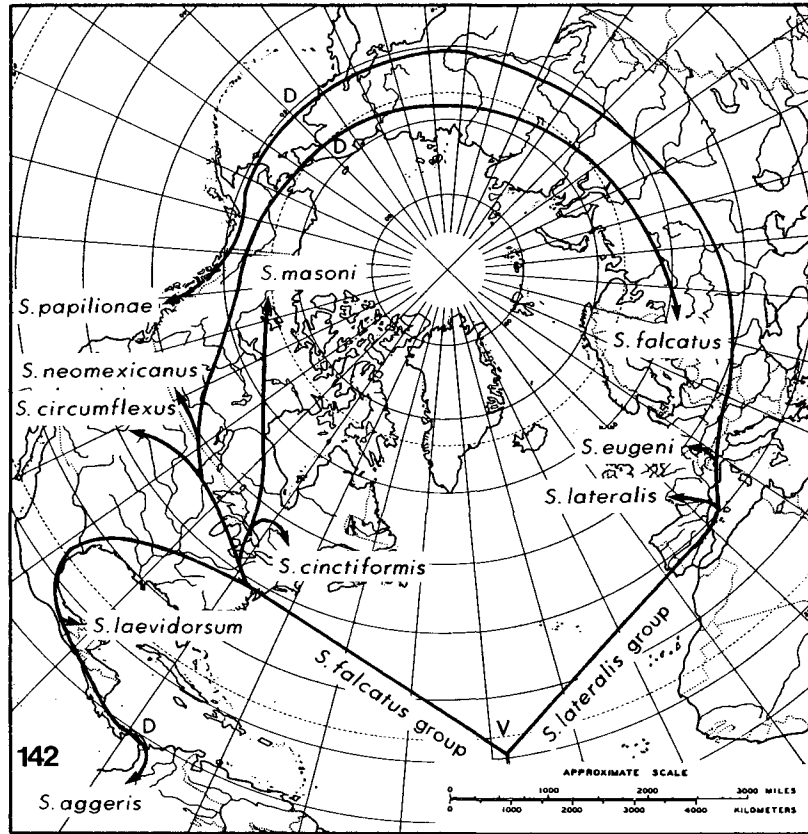 D
D
S. masoni
S. papilionae
S. falcatus
S. neomexicanus
S. circumflexus
S. eugeni
S. lateralis
S. cinctiformis
S. laevidorsum
S. falcatus group
S. lateralis group
V
D
142
S. aggeris
APPROXIMATE SCALE
0 1000 2000 3000 MILES
0 1000 2000 4000 KILOMETERS